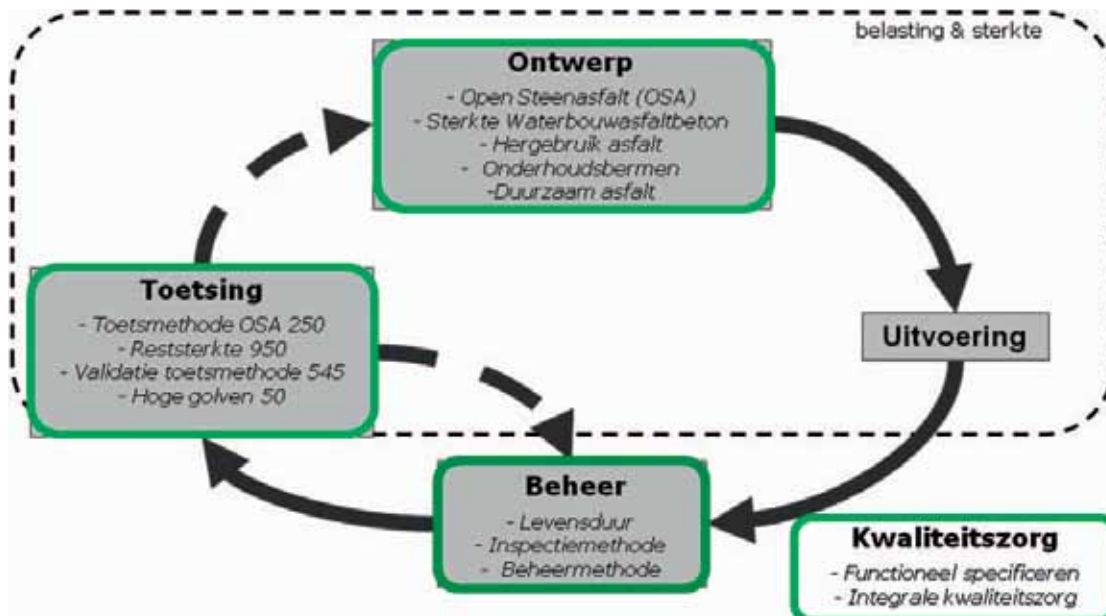 belasting & sterkte
Ontwerp
- Open Steenasfalt (OSA)
- Sterkte Waterbouwasfaltbeton
- Hergebruik asfalt
- Onderhoudsbermen
-Duurzaam asfalt
Toetsing
- Toetsmethode OSA 250
- Reststerkte 950
- Validatie toetsmethode 545
- Hoge golven 50
Uitvoering
Beheer
- Levensduur
- Inspectiemethode
- Beheermethode
Kwaliteitszorg
- Functioneel specificeren
- Integrale kwaliteitszorg